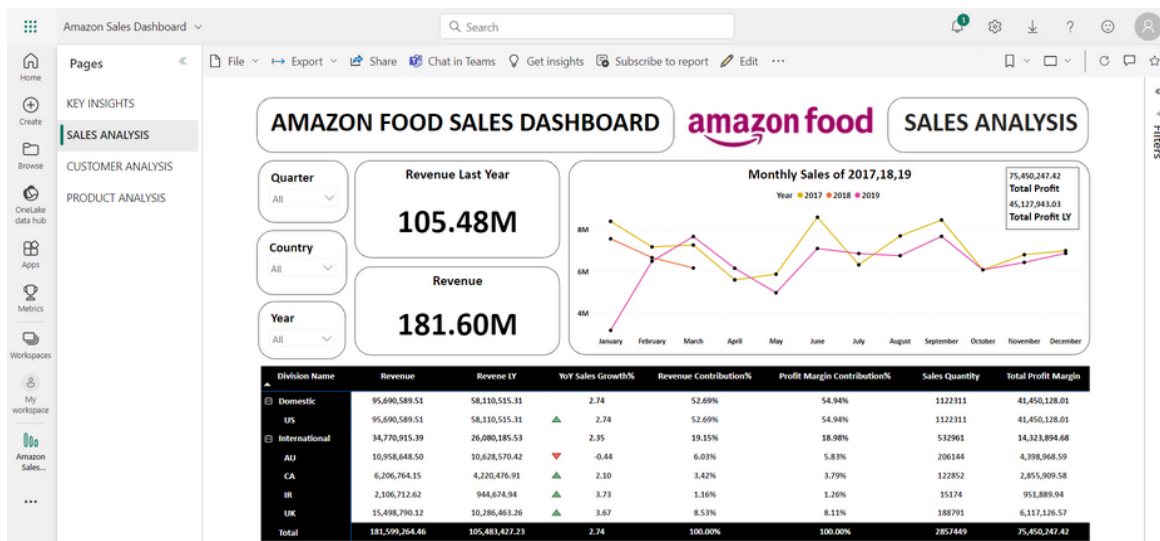 Amazon Sales Dashboard
Search
1
Home
Create
Browse
OneLake
data hub
Apps
Metrics
Workspaces
My
workspace
Amazon
Sales...
Pages
KEY INSIGHTS
SALES ANALYSIS
CUSTOMER ANALYSIS
PRODUCT ANALYSIS
File Export Share Chat in Teams Get insights Subscribe to report Edit ...
Filters
AMAZON FOOD SALES DASHBOARD
amazon food
SALES ANALYSIS
Quarter
All
Country
All
Year
All
Revenue Last Year
105.48M
Revenue
181.60M
Monthly Sales of 2017,18,19
Year 2017 2018 2019
75,450,247.42
Total Profit
45,127,943.03
Total Profit LY
8M
6M
4M
January February March April May June July August September October November December
Division Name Revenue Revene LY YoY Sales Growth% Revenue Contribution% Profit Margin Contribution% Sales Quantity Total Profit Margin
Domestic 95,690,589.51 58,110,515.31 2.74 52.69% 54.94% 1122311 41,450,128.01
US 95,690,589.51 58,110,515.31 2.74 52.69% 54.94% 1122311 41,450,128.01
International 34,770,915.39 26,080,185.53 2.35 19.15% 18.98% 532961 14,323,894.68
AU 10,958,648.50 10,628,570.42 -0.44 6.03% 5.83% 206144 4,398,968.59
CA 6,206,764.15 4,220,476.91 2.10 3.42% 3.79% 122852 2,855,909.58
IR 2,106,712.62 944,674.94 3.73 1.16% 1.26% 15174 951,889.94
UK 15,498,790.12 10,286,463.26 3.67 8.53% 8.11% 188791 6,117,126.57
Total 181,599,264.46 105,483,427.23 2.74 100.00% 100.00% 2857449 75,450,247.42